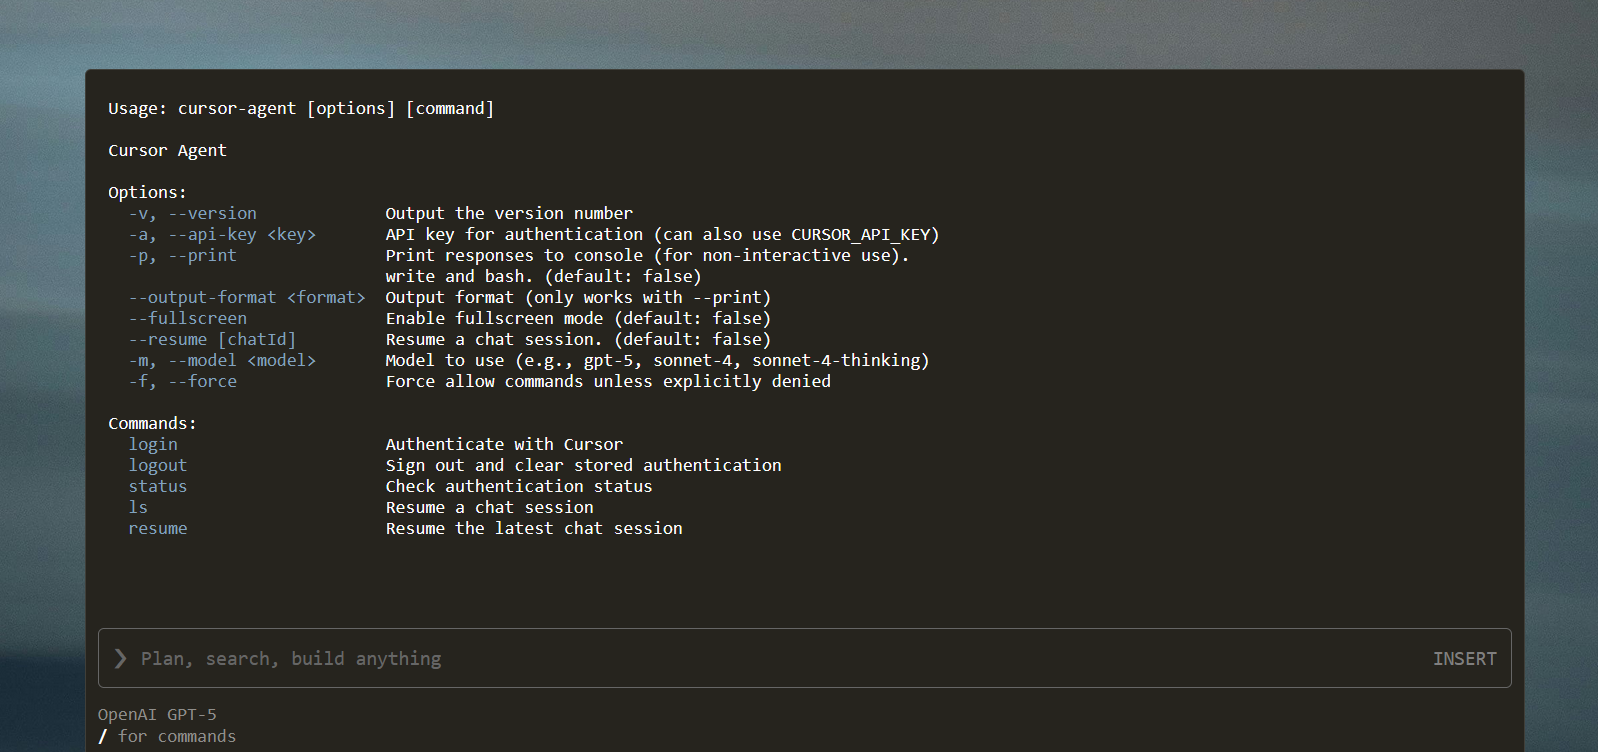 Usage: cursor-agent [options] [command]
Cursor Agent
Options:
-v, --version Output the version number
-a, --api-key <key> API key for authentication (can also use CURSOR_API_KEY)
-p, --print Print responses to console (for non-interactive use).
write and bash. (default: false)
--output-format <format> Output format (only works with --print)
--fullscreen Enable fullscreen mode (default: false)
--resume [chatId] Resume a chat session. (default: false)
-m, --model <model> Model to use (e.g., gpt-5, sonnet-4, sonnet-4-thinking)
-f, --force Force allow commands unless explicitly denied
Commands:
login Authenticate with Cursor
logout Sign out and clear stored authentication
status Check authentication status
ls Resume a chat session
resume Resume the latest chat session
❯ Plan, search, build anything INSERT
OpenAI GPT-5
/ for commands